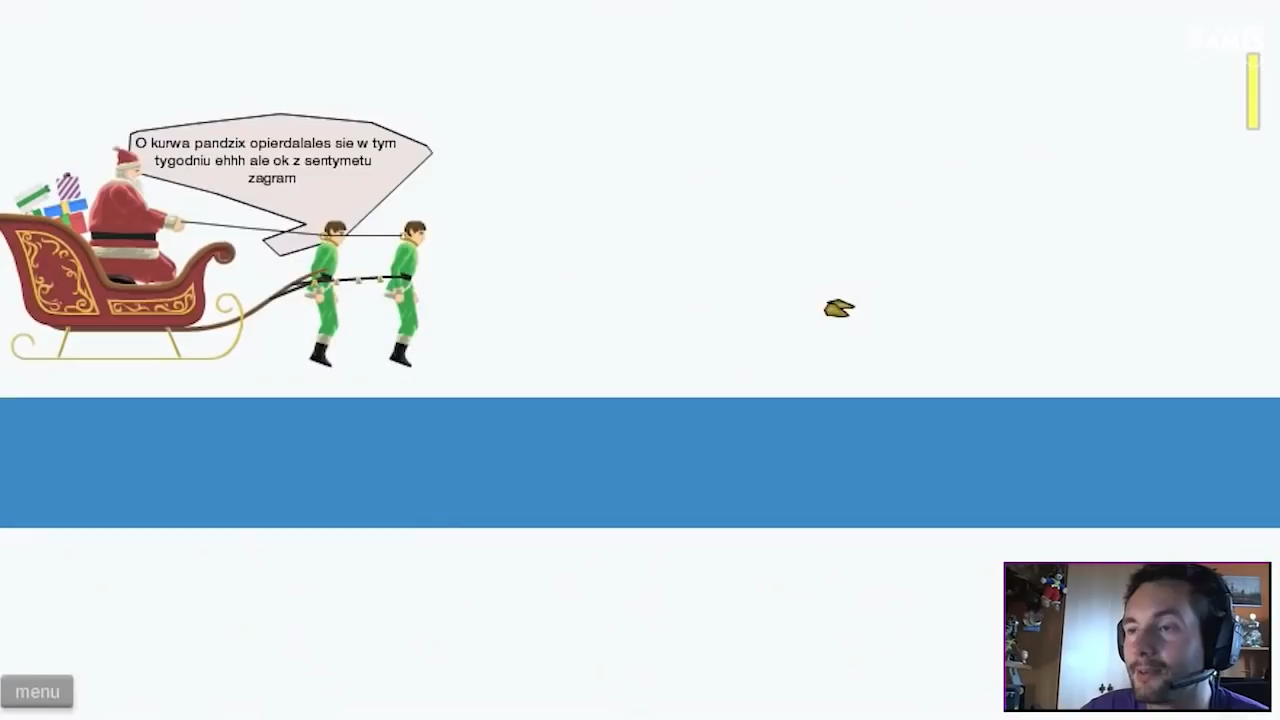 O kurwa pandzix opierdalales sie w tym
tygodniu ehhh ale ok z sentymetu
zagram
menu